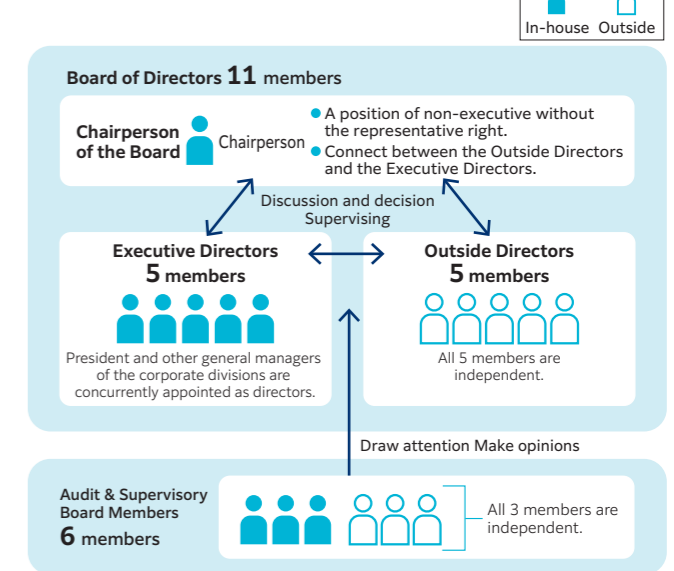 In-house Outside
Board of Directors 11 members
Chairperson
of the Board
Chairperson
● A position of non-executive without
the representative right.
● Connect between the Outside Directors
and the Executive Directors.
Discussion and decision
Supervising
Executive Directors
5 members
President and other general managers
of the corporate divisions are
concurrently appointed as directors.
Outside Directors
5 members
All 5 members are
independent.
Draw attention Make opinions
Audit & Supervisory
Board Members
6 members
All 3 members are
independent.